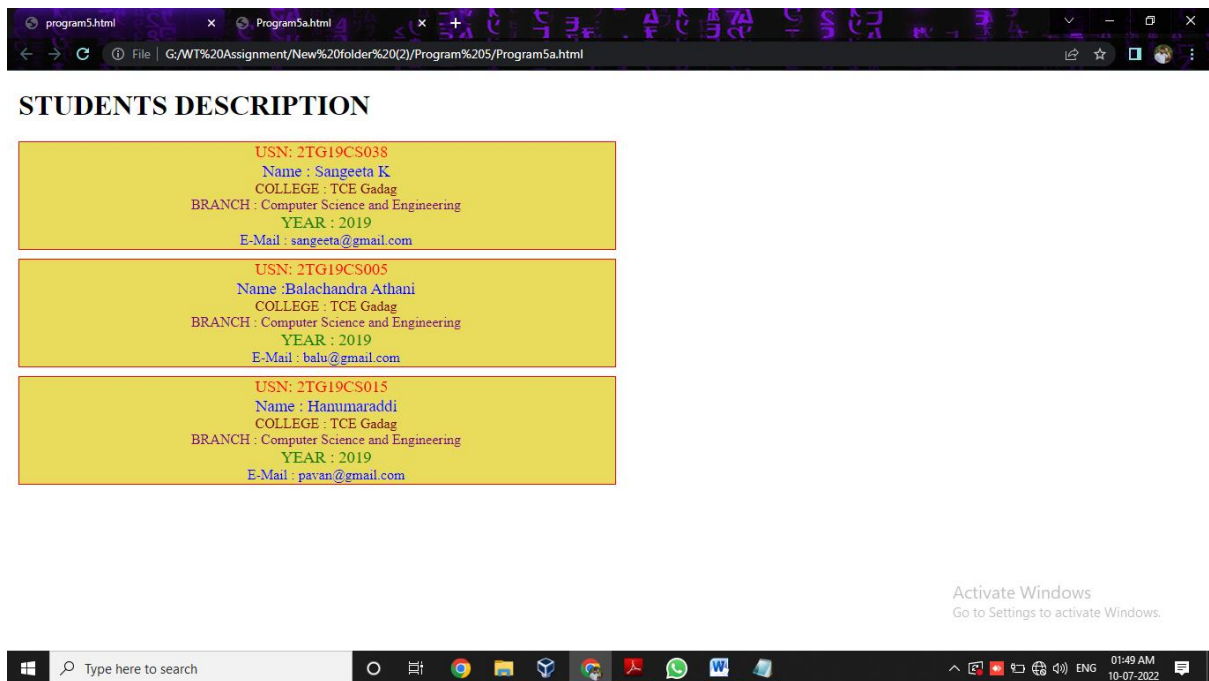 program5.html
Program5a.html
File G:/WT%20Assignment/New%20folder%20(2)/Program%205/Program5a.html
STUDENTS DESCRIPTION
USN: 2TG19CS038
Name : Sangeeta K
COLLEGE : TCE Gadag
BRANCH : Computer Science and Engineering
YEAR : 2019
E-Mail : sangeeta@gmail.com
USN: 2TG19CS005
Name :Balachandra Athani
COLLEGE : TCE Gadag
BRANCH : Computer Science and Engineering
YEAR : 2019
E-Mail : balu@gmail.com
USN: 2TG19CS015
Name : Hanumaraddi
COLLEGE : TCE Gadag
BRANCH : Computer Science and Engineering
YEAR : 2019
E-Mail : pavan@gmail.com
Activate Windows
Go to Settings to activate Windows.
Type here to search
ENG
01:49 AM
10-07-2022